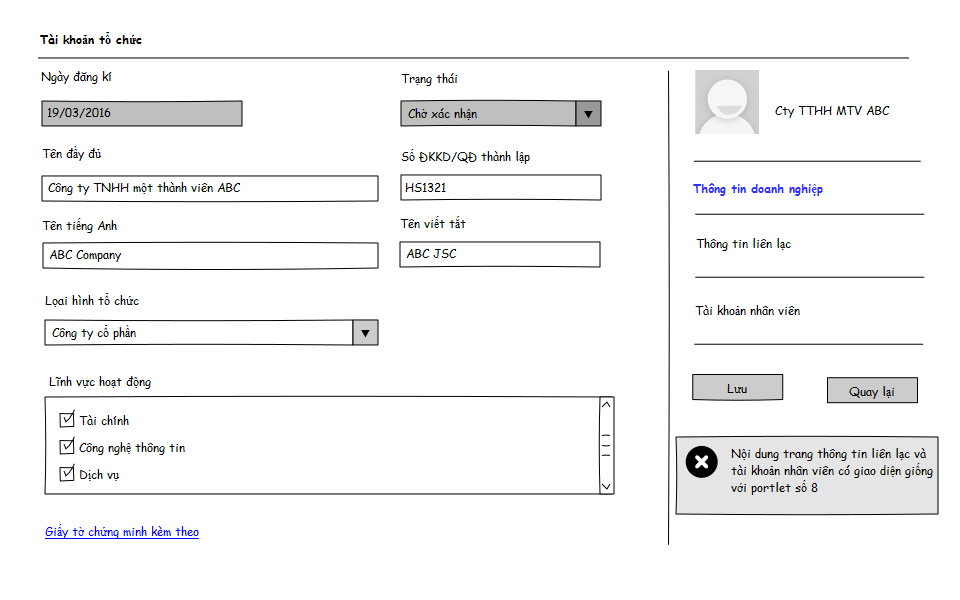 Tài khoản tổ chức
Ngày đăng kí
Trạng thái
19/03/2016
Chờ xác nhận
Tên đầy đủ
Số ĐKKD/QĐ thành lập
Công ty TNHH một thành viên ABC
HS1321
Tên tiếng Anh
Tên viết tắt
ABC Company
ABC JSC
Loại hình tổ chức
Công ty cổ phần
Lĩnh vực hoạt động
Tài chính
Công nghệ thông tin
Dịch vụ
Giấy tờ chứng minh kèm theo
Cty TTHH MTV ABC
Thông tin doanh nghiệp
Thông tin liên lạc
Tài khoản nhân viên
Lưu
Quay lại
Nội dung trang thông tin liên lạc và
tài khoản nhân viên có giao diện giống
với portlet số 8